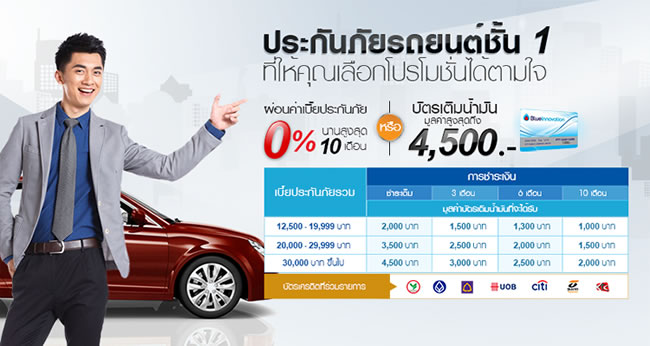 ประกันภัยรถยนต์ชั้น 1
ที่ให้คุณเลือกโปรโมชั่นได้ตามใจ
ผ่อนค่าเบี้ยประกันภัย
0% นานสูงสุด 10 เดือน
หรือ
บัตรเติมน้ำมัน
มูลค่าสูงสุดถึง
4,500.-
BlueInnovation
เบี้ยประกันภัยรวม
การชำระเงิน
ชำระเต็ม 3 เดือน 6 เดือน 10 เดือน
มูลค่าบัตรเติมน้ำมันที่จะได้รับ
12,500 - 19,999 บาท 2,000 บาท 1,500 บาท 1,300 บาท 1,000 บาท
20,000 - 29,999 บาท 3,500 บาท 2,500 บาท 2,000 บาท 1,500 บาท
30,000 บาท ขึ้นไป 4,500 บาท 3,000 บาท 2,500 บาท 2,000 บาท
บัตรเครดิตที่ร่วมรายการ
UOB citi